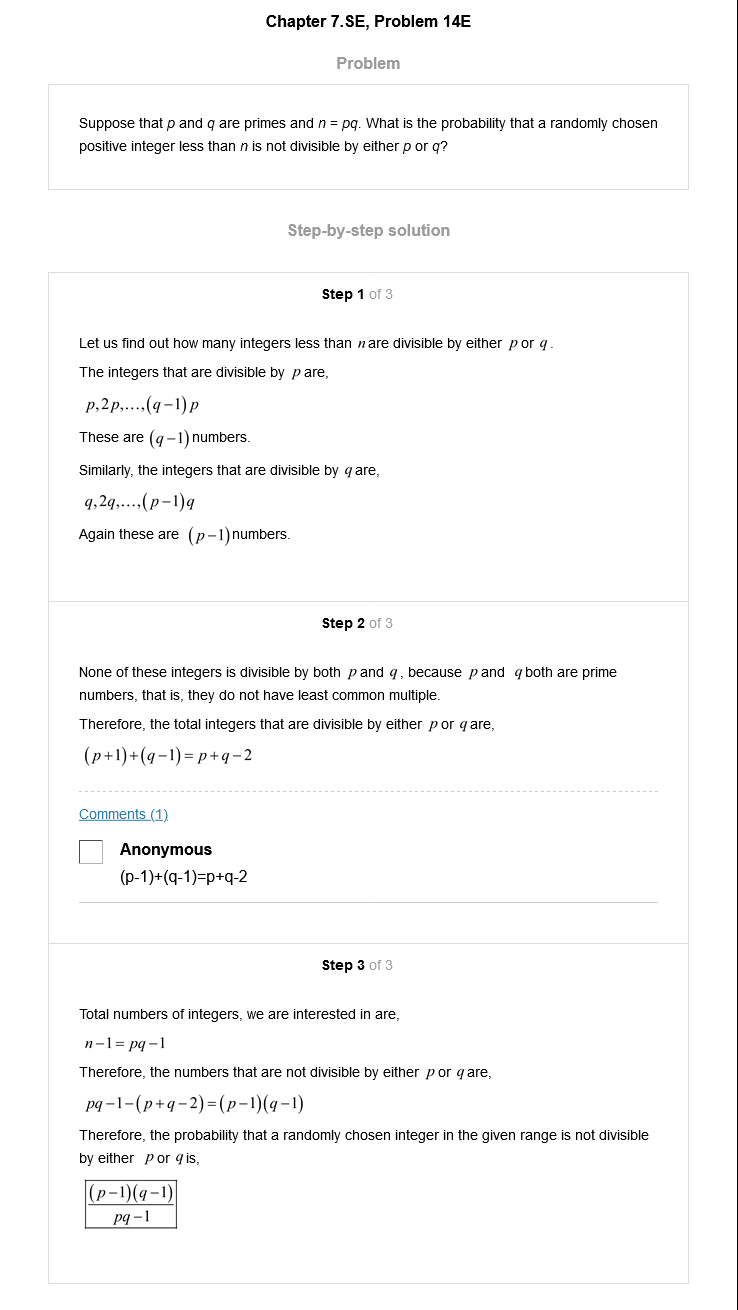 Chapter 7.SE, Problem 14E
Problem
Suppose that p and q are primes and n = pq. What is the probability that a randomly chosen
positive integer less than n is not divisible by either p or q?
Step-by-step solution
Step 1 of 3
Let us find out how many integers less than n are divisible by either p or q.
The integers that are divisible by p are,
p,2p,...,(q−1)p
These are (q−1) numbers.
Similarly, the integers that are divisible by q are,
q,2q,...,(p−1)q
Again these are (p−1) numbers.
Step 2 of 3
None of these integers is divisible by both p and q, because p and q both are prime
numbers, that is, they do not have least common multiple.
Therefore, the total integers that are divisible by either p or q are,
(p+1)+(q−1)=p+q−2
Comments (1)
Anonymous
(p-1)+(q-1)=p+q-2
Step 3 of 3
Total numbers of integers, we are interested in are,
n−1=pq−1
Therefore, the numbers that are not divisible by either p or q are,
pq−1−(p+q−2)=(p−1)(q−1)
Therefore, the probability that a randomly chosen integer in the given range is not divisible
by either p or q is,
(p−1)(q−1)
pq−1